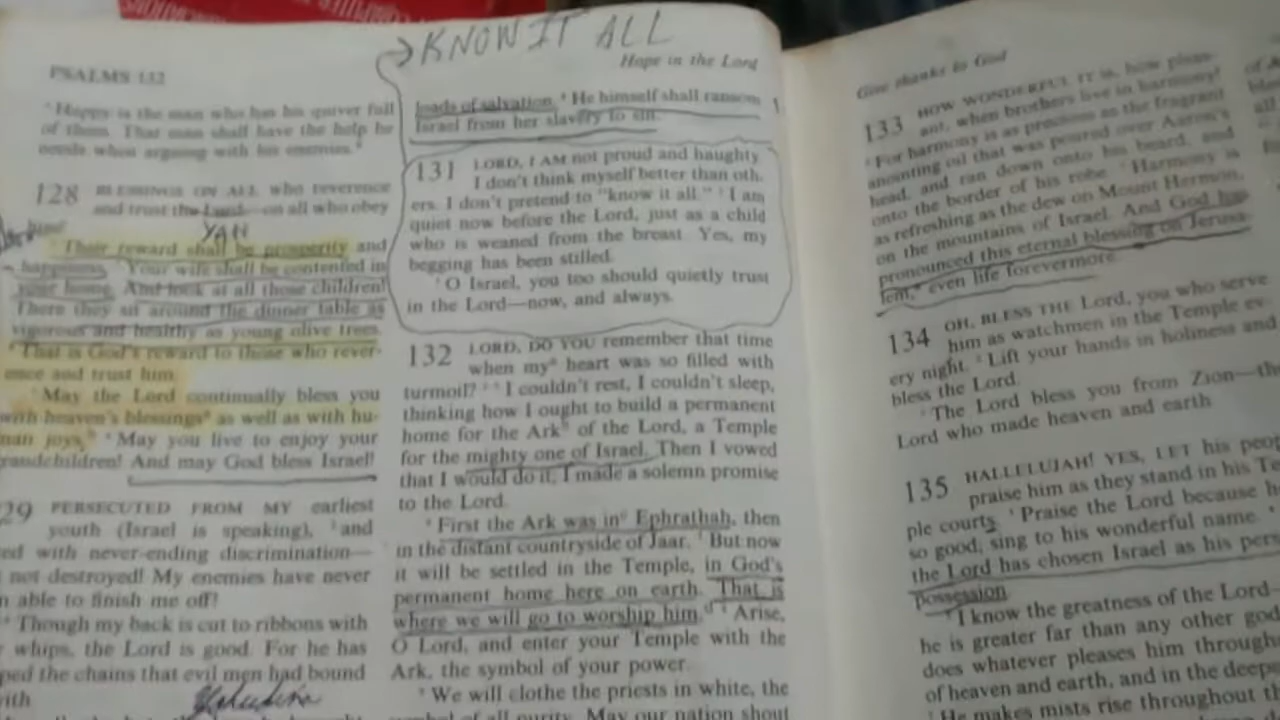 KNOW IT ALL
PSALMS 132
Happy is the man who has his quiver full
of them. That man shall have the help he
needs when arguing with his enemies.
128 BLESSINGS ON ALL who reverence
and trust the Lord—on all who obey
YAH
Their reward shall be prosperity and
happiness. Your wife shall be contented in
your home. And look at all those children!
There they sit around the dinner table as
vigorous and healthy as young olive trees.
That is God's reward to those who rever-
ence and trust him.
May the Lord continually bless you
with heaven's blessings as well as with hu-
man joys. May you live to enjoy your
grandchildren! And may God bless Israel!
29 PERSECUTED FROM MY earliest
youth (Israel is speaking), and
ed with never-ending discrimination—
not destroyed! My enemies have never
n able to finish me off!
Though my back is cut to ribbons with
whips, the Lord is good. For he has
ped the chains that evil men had bound
with
Hope in the Lord
loads of salvation. He himself shall ransom
Israel from her slavery to sin.
131 LORD, I AM not proud and haughty
I don't think myself better than oth-
ers. I don't pretend to "know it all." I am
quiet now before the Lord, just as a child
who is weaned from the breast. Yes, my
begging has been stilled.
O Israel, you too should quietly trust
in the Lord—now, and always.
132 LORD, DO YOU remember that time
when my heart was so filled with
turmoil? I couldn't rest, I couldn't sleep,
thinking how I ought to build a permanent
home for the Ark of the Lord, a Temple
for the mighty one of Israel. Then I vowed
that I would do it; I made a solemn promise
to the Lord.
First the Ark was in Ephrathah, then
in the distant countryside of Jaar. But now
it will be settled in the Temple, in God's
permanent home here on earth. That is
where we will go to worship him. Arise,
O Lord, and enter your Temple with the
Ark, the symbol of your power.
We will clothe the priests in white, the
symbol of all purity. May our nation shout
Give thanks to God
133 HOW WONDERFUL IT is, how pleas-
ant, when brothers live in harmony!
For harmony is as precious as the fragrant
anointing oil that was poured over Aaron's
head, and ran down onto his beard, and
onto the border of his robe. Harmony is
as refreshing as the dew on Mount Hermon,
on the mountains of Israel. And God has
pronounced this eternal blessing on Jerusa-
lem, even life forevermore.
134 OH, BLESS THE Lord, you who serve
him as watchmen in the Temple ev-
ery night. Lift your hands in holiness and
bless the Lord.
The Lord bless you from Zion—the
Lord who made heaven and earth
135 HALLELUJAH! YES, LET his peop
praise him as they stand in his Te
ple courts. Praise the Lord because h
so good; sing to his wonderful name.
the Lord has chosen Israel as his pers
possession
I know the greatness of the Lord—
he is greater far than any other god
does whatever pleases him through
of heaven and earth, and in the deepe
He makes mists rise throughout th